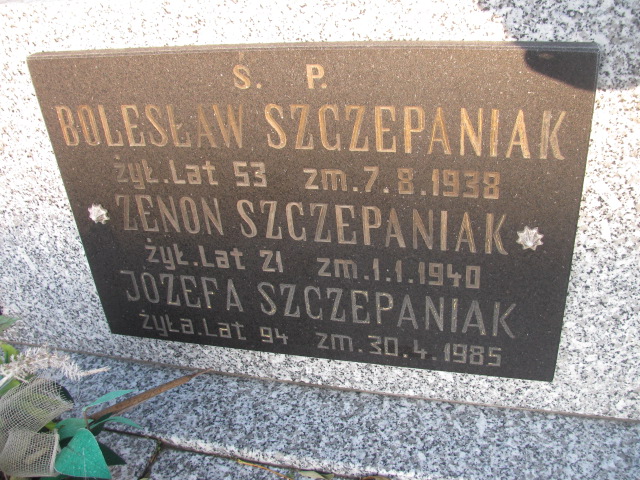 Ś. P.
BOLESŁAW SZCZEPANIAK
żył. Lat 53 zm. 7. 8. 1938
ZENON SZCZEPANIAK
żył. Lat 21 zm. 1. 1. 1940
JÓZEFA SZCZEPANIAK
żyła. Lat 94 zm. 30. 4. 1985